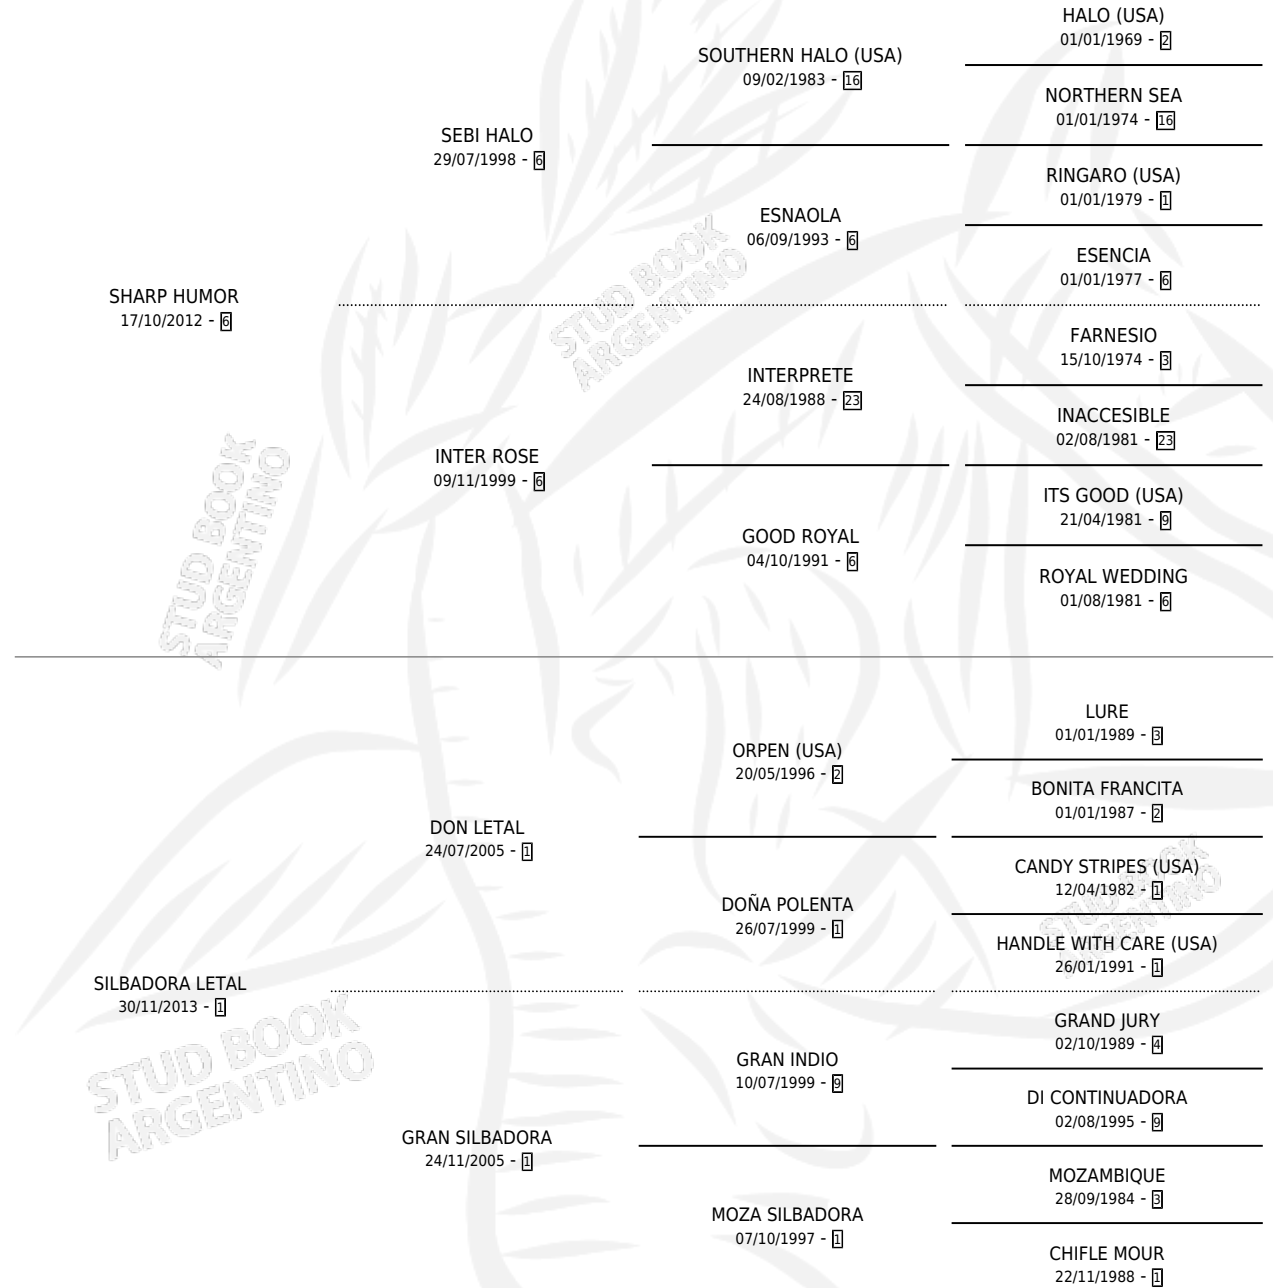 HALO (USA)
01/01/1969 - 2
SOUTHERN HALO (USA)
09/02/1983 - 16
NORTHERN SEA
01/01/1974 - 16
SEBI HALO
29/07/1998 - 6
RINGARO (USA)
01/01/1979 - 1
ESNAOLA
06/09/1993 - 6
ESENCIA
01/01/1977 - 6
SHARP HUMOR
17/10/2012 - 6
FARNESIO
15/10/1974 - 3
INTERPRETE
24/08/1988 - 23
INACCESIBLE
02/08/1981 - 23
INTER ROSE
09/11/1999 - 6
ITS GOOD (USA)
21/04/1981 - 9
GOOD ROYAL
04/10/1991 - 6
ROYAL WEDDING
01/08/1981 - 6
LURE
01/01/1989 - 3
ORPEN (USA)
20/05/1996 - 2
BONITA FRANCITA
01/01/1987 - 2
DON LETAL
24/07/2005 - 1
CANDY STRIPES (USA)
12/04/1982 - 1
DOÑA POLENTA
26/07/1999 - 1
HANDLE WITH CARE (USA)
26/01/1991 - 1
SILBADORA LETAL
30/11/2013 - 1
GRAND JURY
02/10/1989 - 4
GRAN INDIO
10/07/1999 - 9
DI CONTINUADORA
02/08/1995 - 9
GRAN SILBADORA
24/11/2005 - 1
MOZAMBIQUE
28/09/1984 - 3
MOZA SILBADORA
07/10/1997 - 1
CHIFLE MOUR
22/11/1988 - 1
STUD BOOK
ARGENTINO
STUD BOOK
ARGENTINO
STUD BOOK
ARGENTINO
STUD BOOK
ARGENTINO